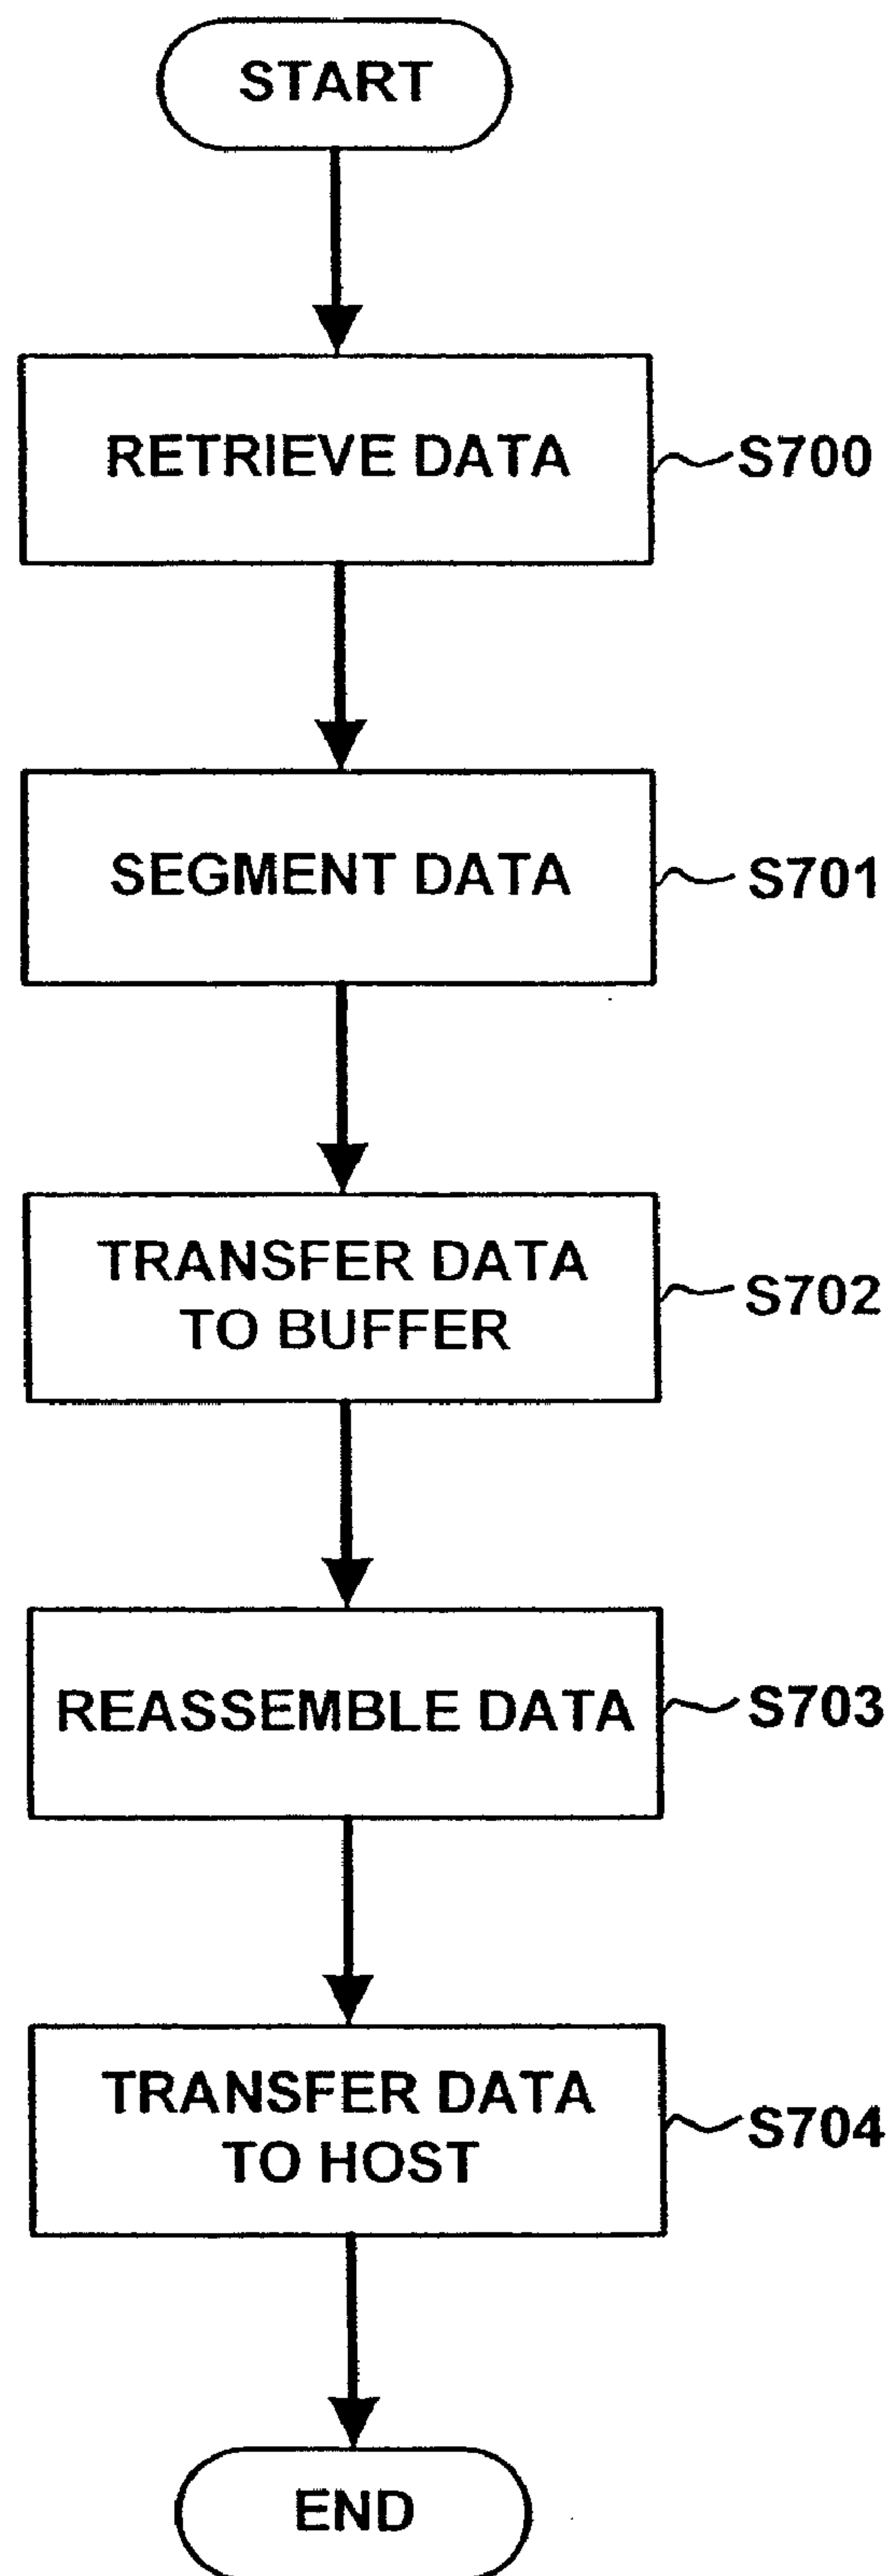 START
RETRIEVE DATA
S700
SEGMENT DATA
S701
TRANSFER DATA
TO BUFFER
S702
REASSEMBLE DATA
S703
TRANSFER DATA
TO HOST
S704
END